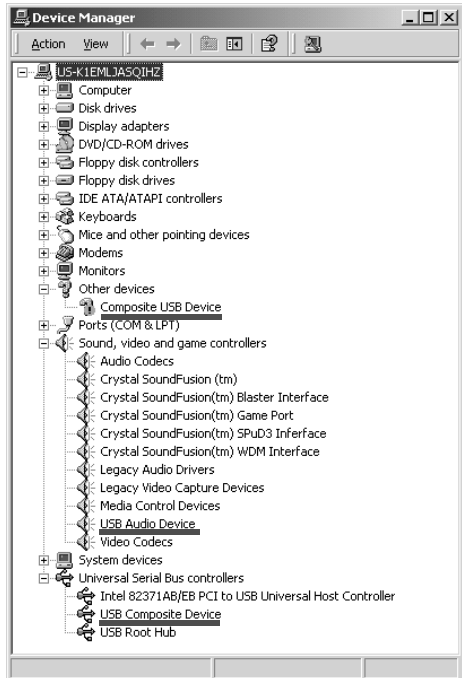 Device Manager
Action View
US-K1EMLJASQIHZ
Computer
Disk drives
Display adapters
DVD/CD-ROM drives
Floppy disk controllers
Floppy disk drives
IDE ATA/ATAPI controllers
Keyboards
Mice and other pointing devices
Modems
Monitors
Other devices
Composite USB Device
Ports (COM & LPT)
Sound, video and game controllers
Audio Codecs
Crystal SoundFusion (tm)
Crystal SoundFusion(tm) Blaster Interface
Crystal SoundFusion(tm) Game Port
Crystal SoundFusion(tm) SPuD3 Inferface
Crystal SoundFusion(tm) WDM Interface
Legacy Audio Drivers
Legacy Video Capture Devices
Media Control Devices
USB Audio Device
Video Codecs
System devices
Universal Serial Bus controllers
Intel 82371AB/EB PCI to USB Universal Host Controller
USB Composite Device
USB Root Hub